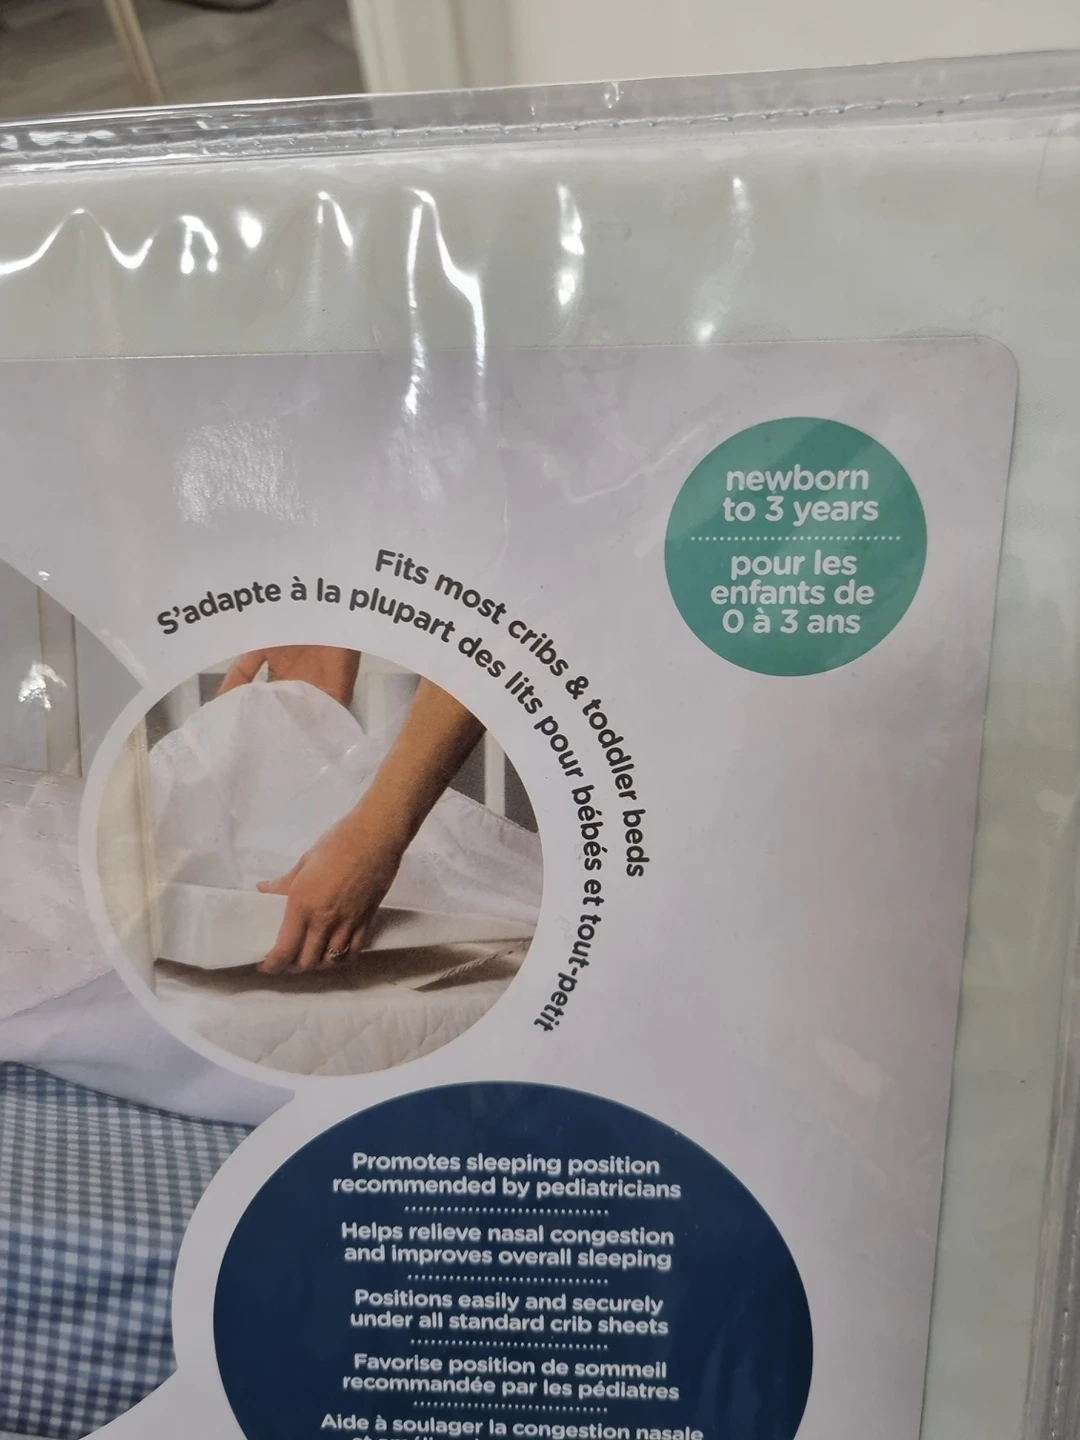 newborn
to 3 years
pour les
enfants de
0 à 3 ans
Fits most cribs & toddler beds
S'adapte à la plupart des lits pour bébés et tout-petit
Promotes sleeping position
recommended by pediatricians
Helps relieve nasal congestion
and improves overall sleeping
Positions easily and securely
under all standard crib sheets
Favorise position de sommeil
recommandée par les pédiatres
Aide à soulager la congestion nasale